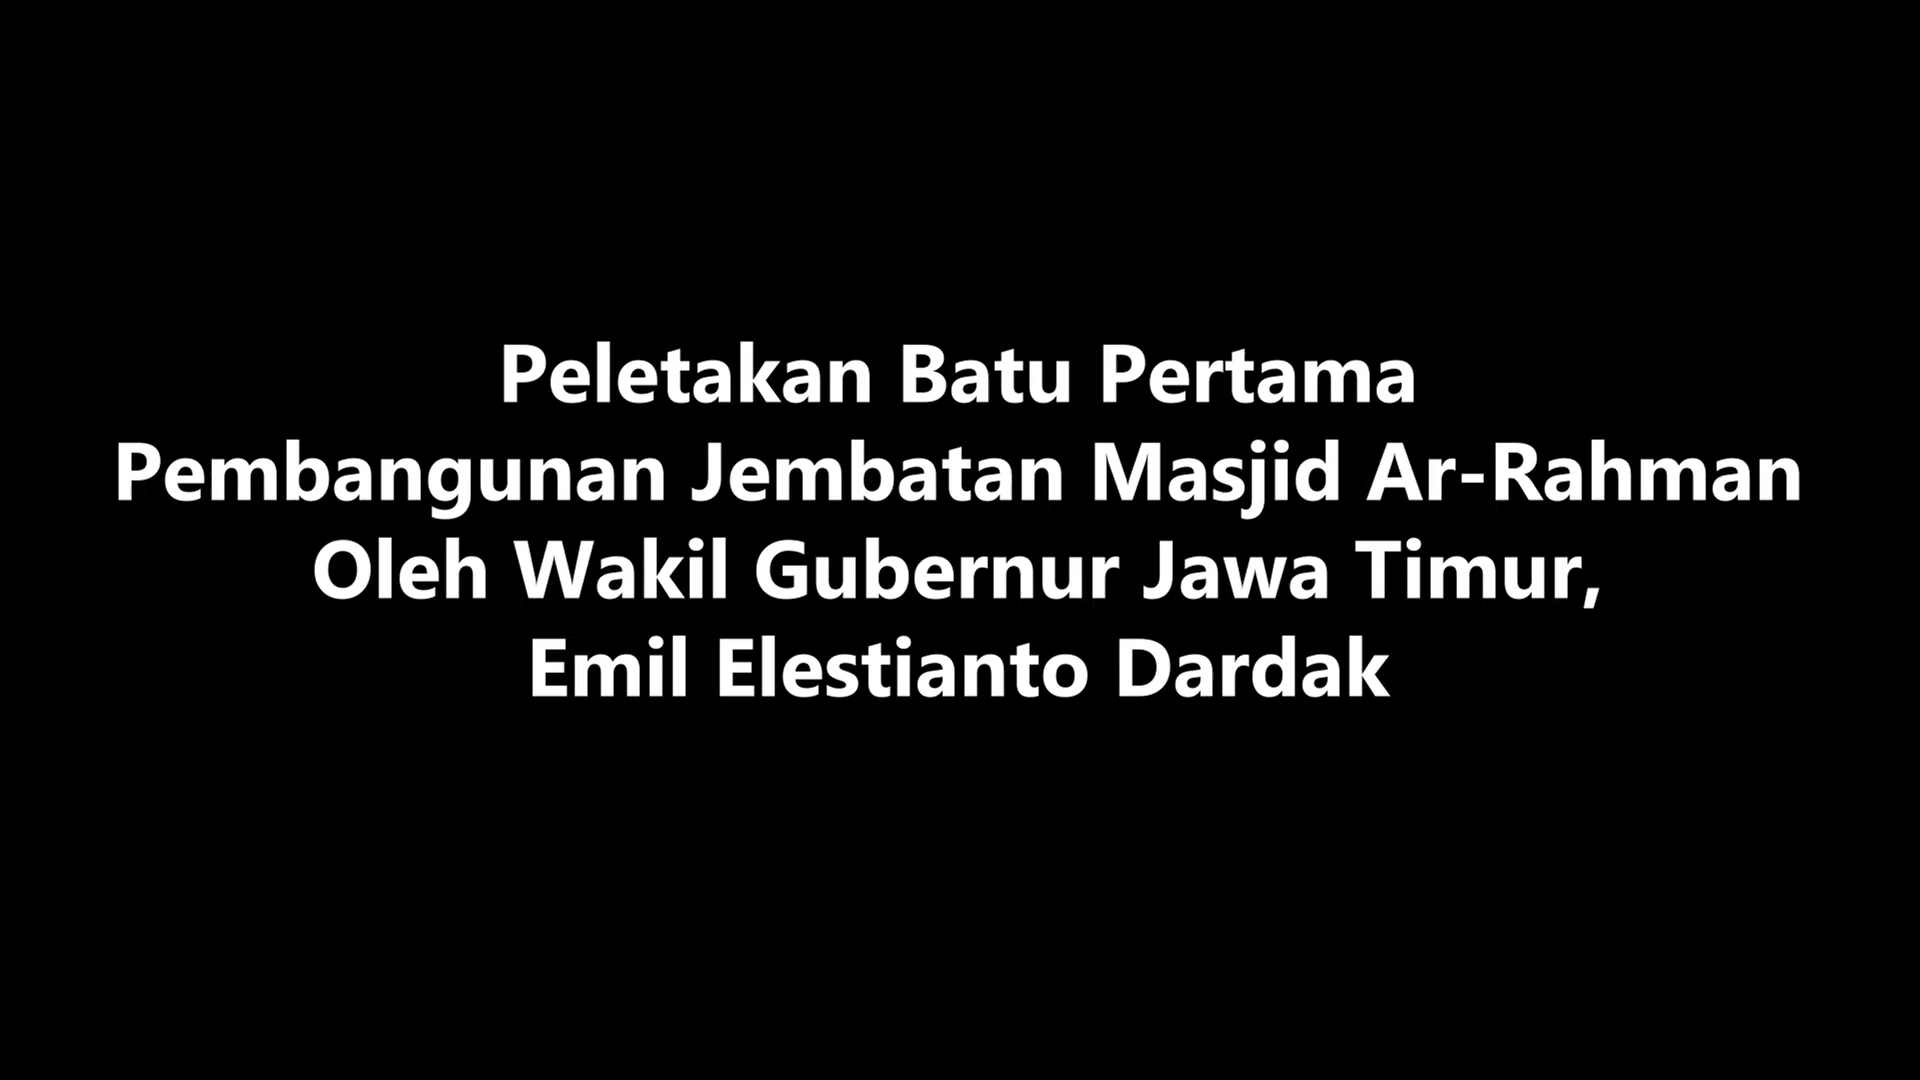 Peletakan Batu Pertama
Pembangunan Jembatan Masjid Ar-Rahman
Oleh Wakil Gubernur Jawa Timur,
Emil Elestianto Dardak